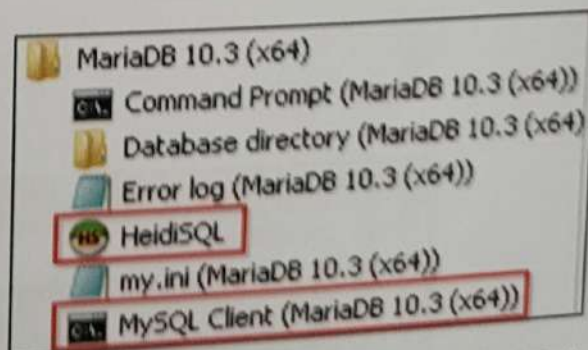 MariaDB 10.3 (x64)
Command Prompt (MariaDB 10.3 (x64))
Database directory (MariaDB 10.3 (x64)
Error log (MariaDB 10.3 (x64))
HeidiSQL
my.ini (MariaDB 10.3 (x64))
MySQL Client (MariaDB 10.3 (x64))